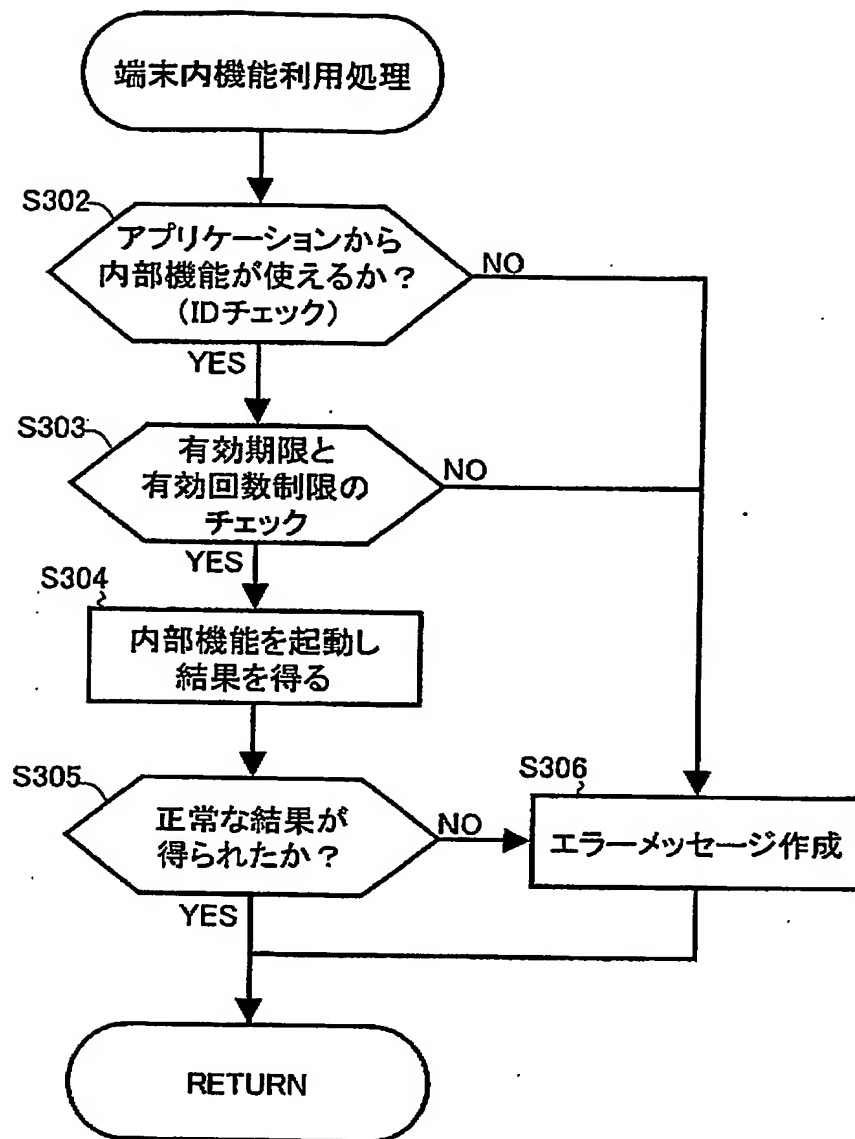 端末内機能利用処理
S302
アプリケーションから
内部機能が使えるか？
(IDチェック)
NO
YES
S303
有効期限と
有効回数制限の
チェック
NO
YES
S304
内部機能を起動し
結果を得る
S305
正常な結果が
得られたか？
NO
YES
S306
エラーメッセージ作成
RETURN